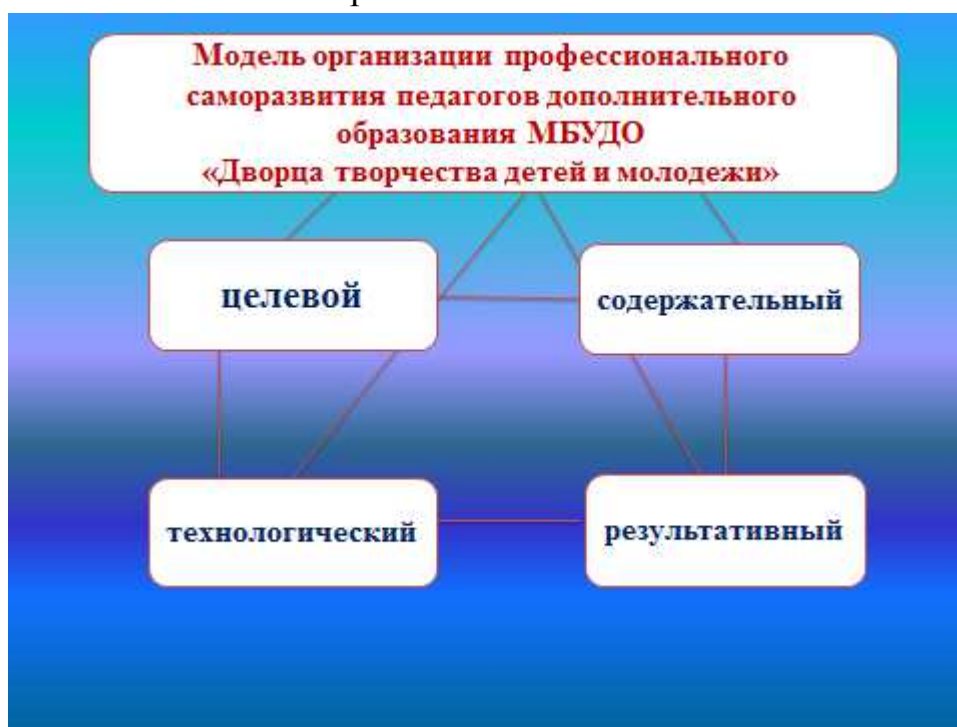 Модель организации профессионального
саморазвития педагогов дополнительного
образования МБУДО
«Дворца творчества детей и молодежи»
целевой
содержательный
технологический
результативный